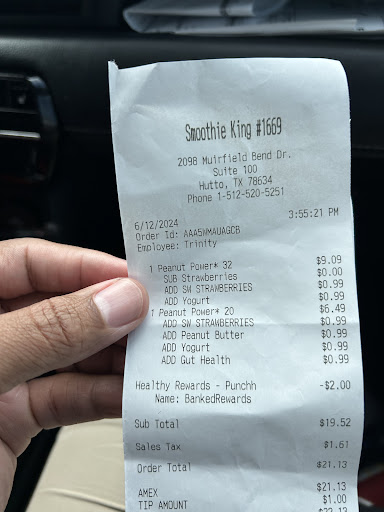 Smoothie King #1669
2098 Muirfield Bend Dr.
Suite 100
Hutto, TX 78634
Phone 1-512-520-5251
6/12/2024 3:55:21 PM
Order Id: AAA5WMAUAGCB
Employee: Trinity
1 Peanut Power* 32 $9.09
SUB Strawberries $0.00
ADD SW STRAWBERRIES $0.99
ADD Yogurt $0.99
1 Peanut Power* 20 $6.49
ADD SW STRAWBERRIES $0.99
ADD Peanut Butter $0.99
ADD Yogurt $0.99
ADD Gut Health $0.99
Healthy Rewards - Punchh -$2.00
Name: BankedRewards
Sub Total $19.52
Sales Tax $1.61
Order Total $21.13
AMEX $21.13
TIP AMOUNT $1.00
$22.13